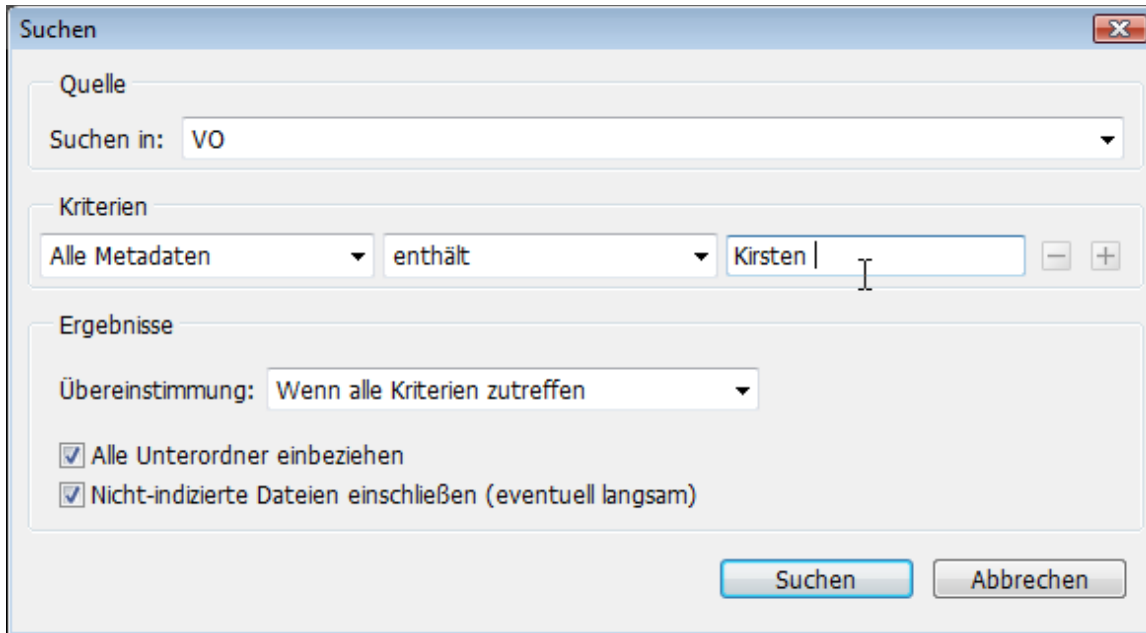 Suchen
Quelle
Suchen in: VO
Kriterien
Alle Metadaten enthält Kirsten
Ergebnisse
Übereinstimmung: Wenn alle Kriterien zutreffen
Alle Unterordner einbeziehen
Nicht-indizierte Dateien einschließen (eventuell langsam)
Suchen Abbrechen